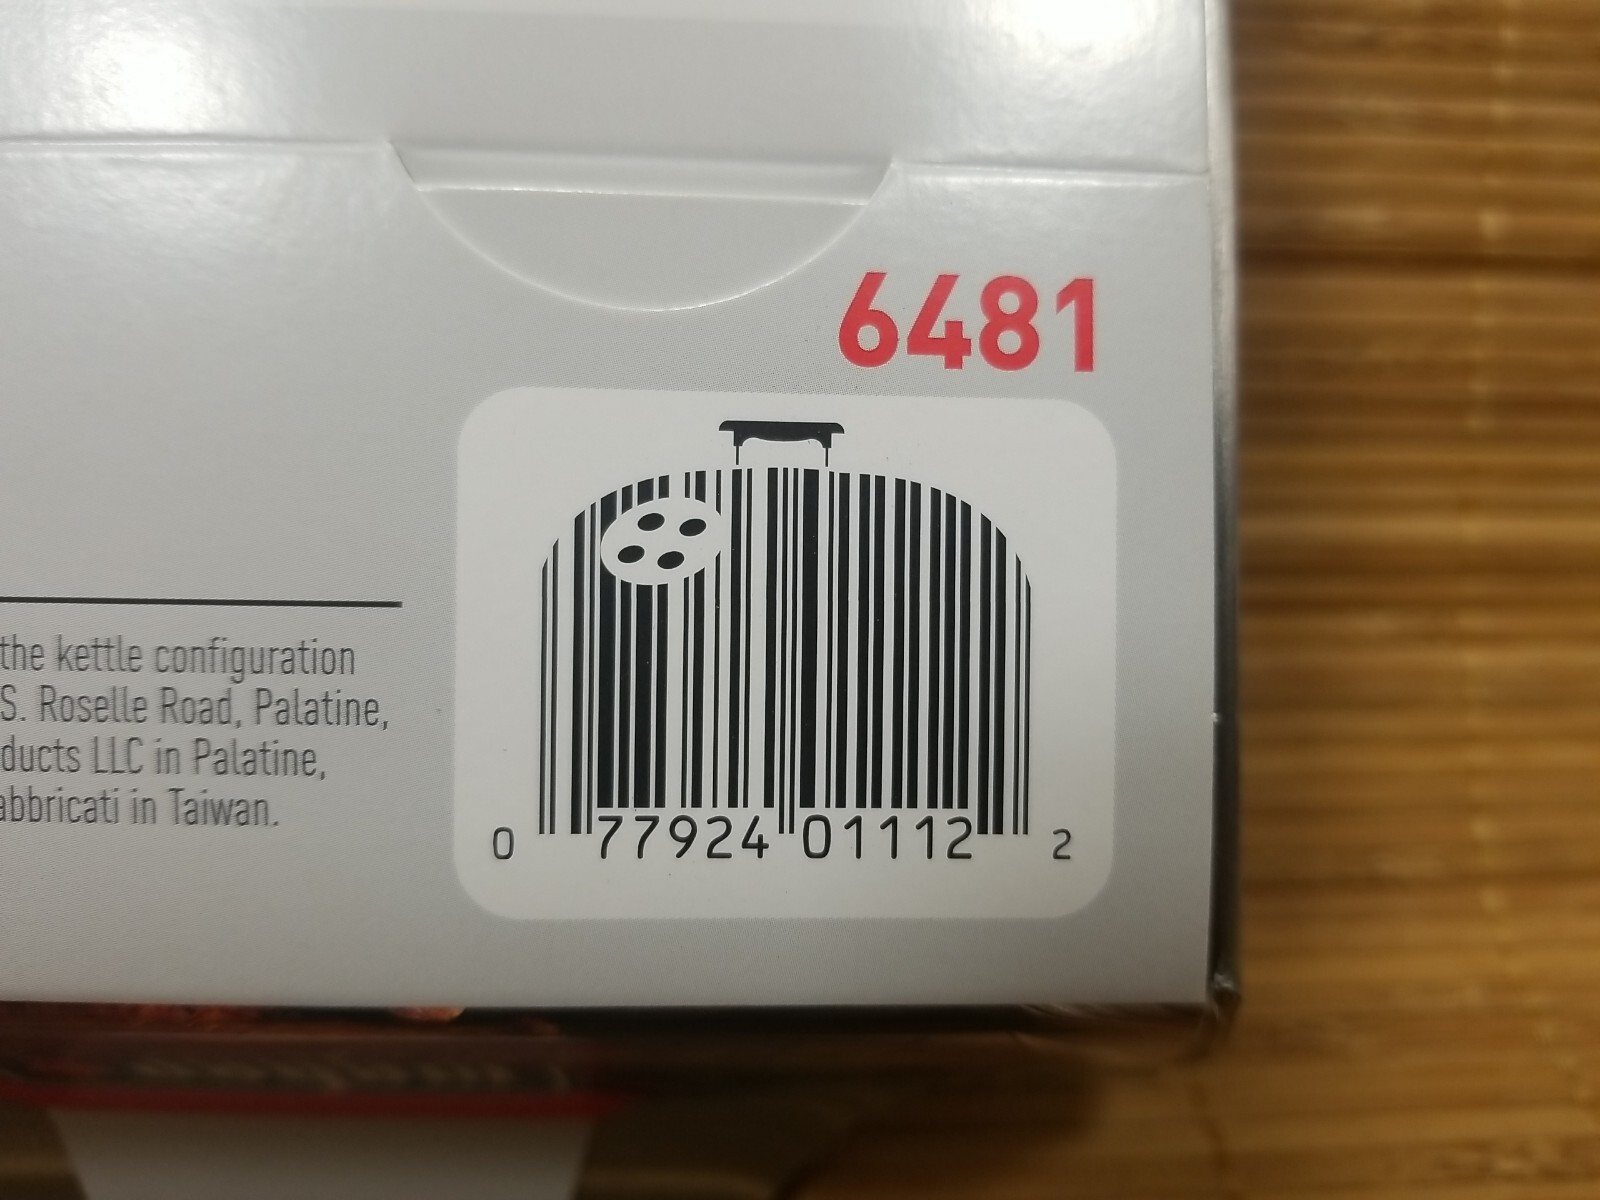 6481
the kettle configuration
S. Roselle Road, Palatine,
ducts LLC in Palatine,
abbricati in Taiwan.
0 77924 01112 2